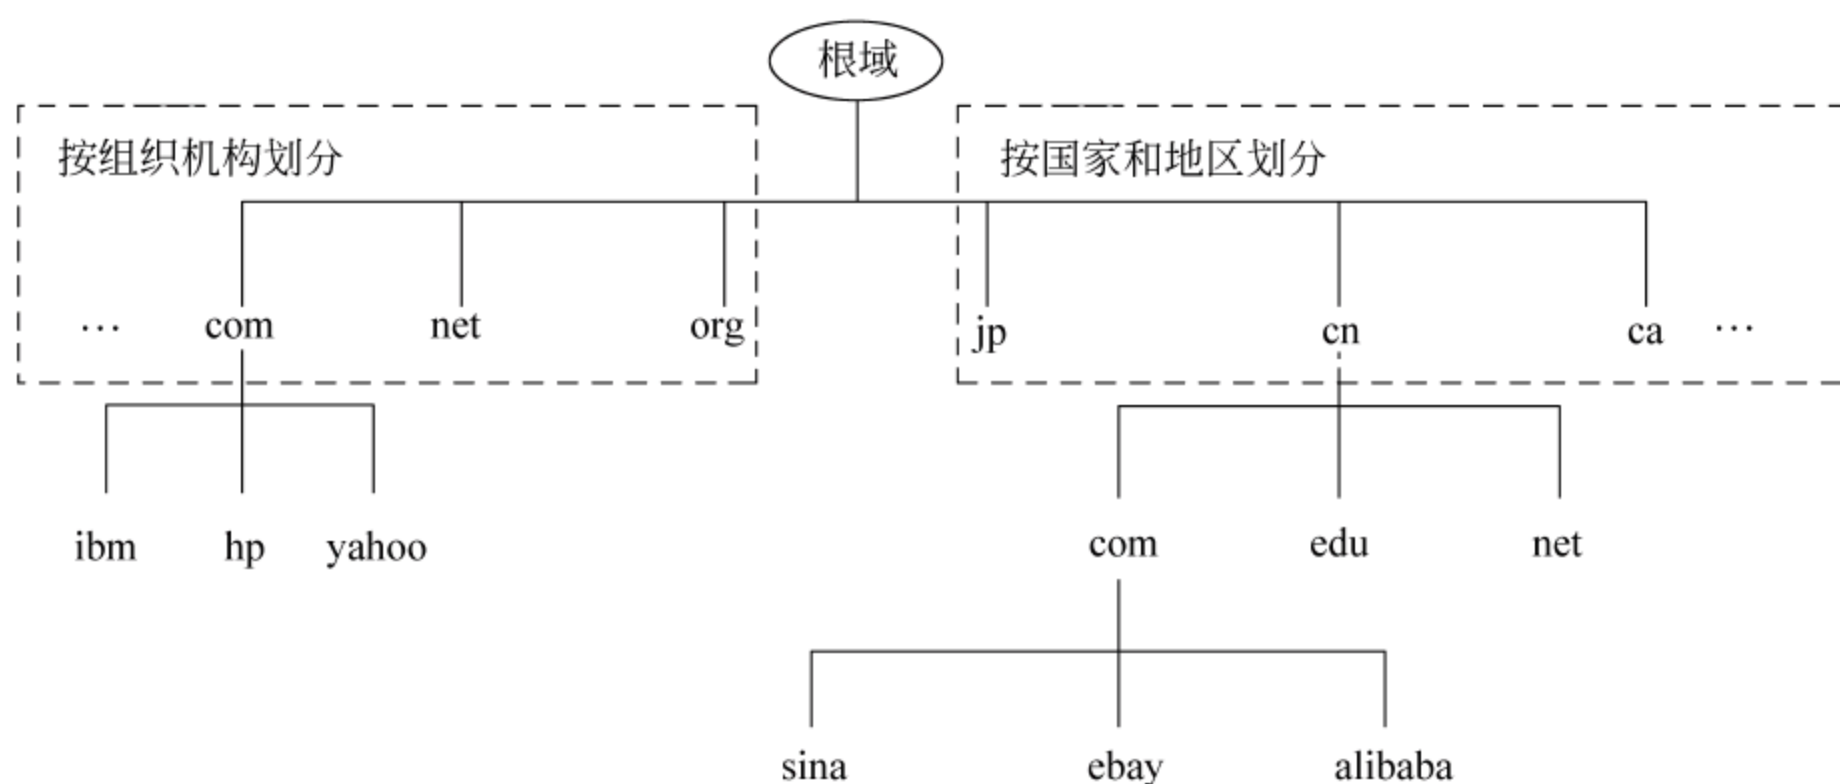 根域
按组织机构划分
按国家和地区划分
… com net org
jp cn ca …
ibm hp yahoo
com edu net
sina ebay alibaba